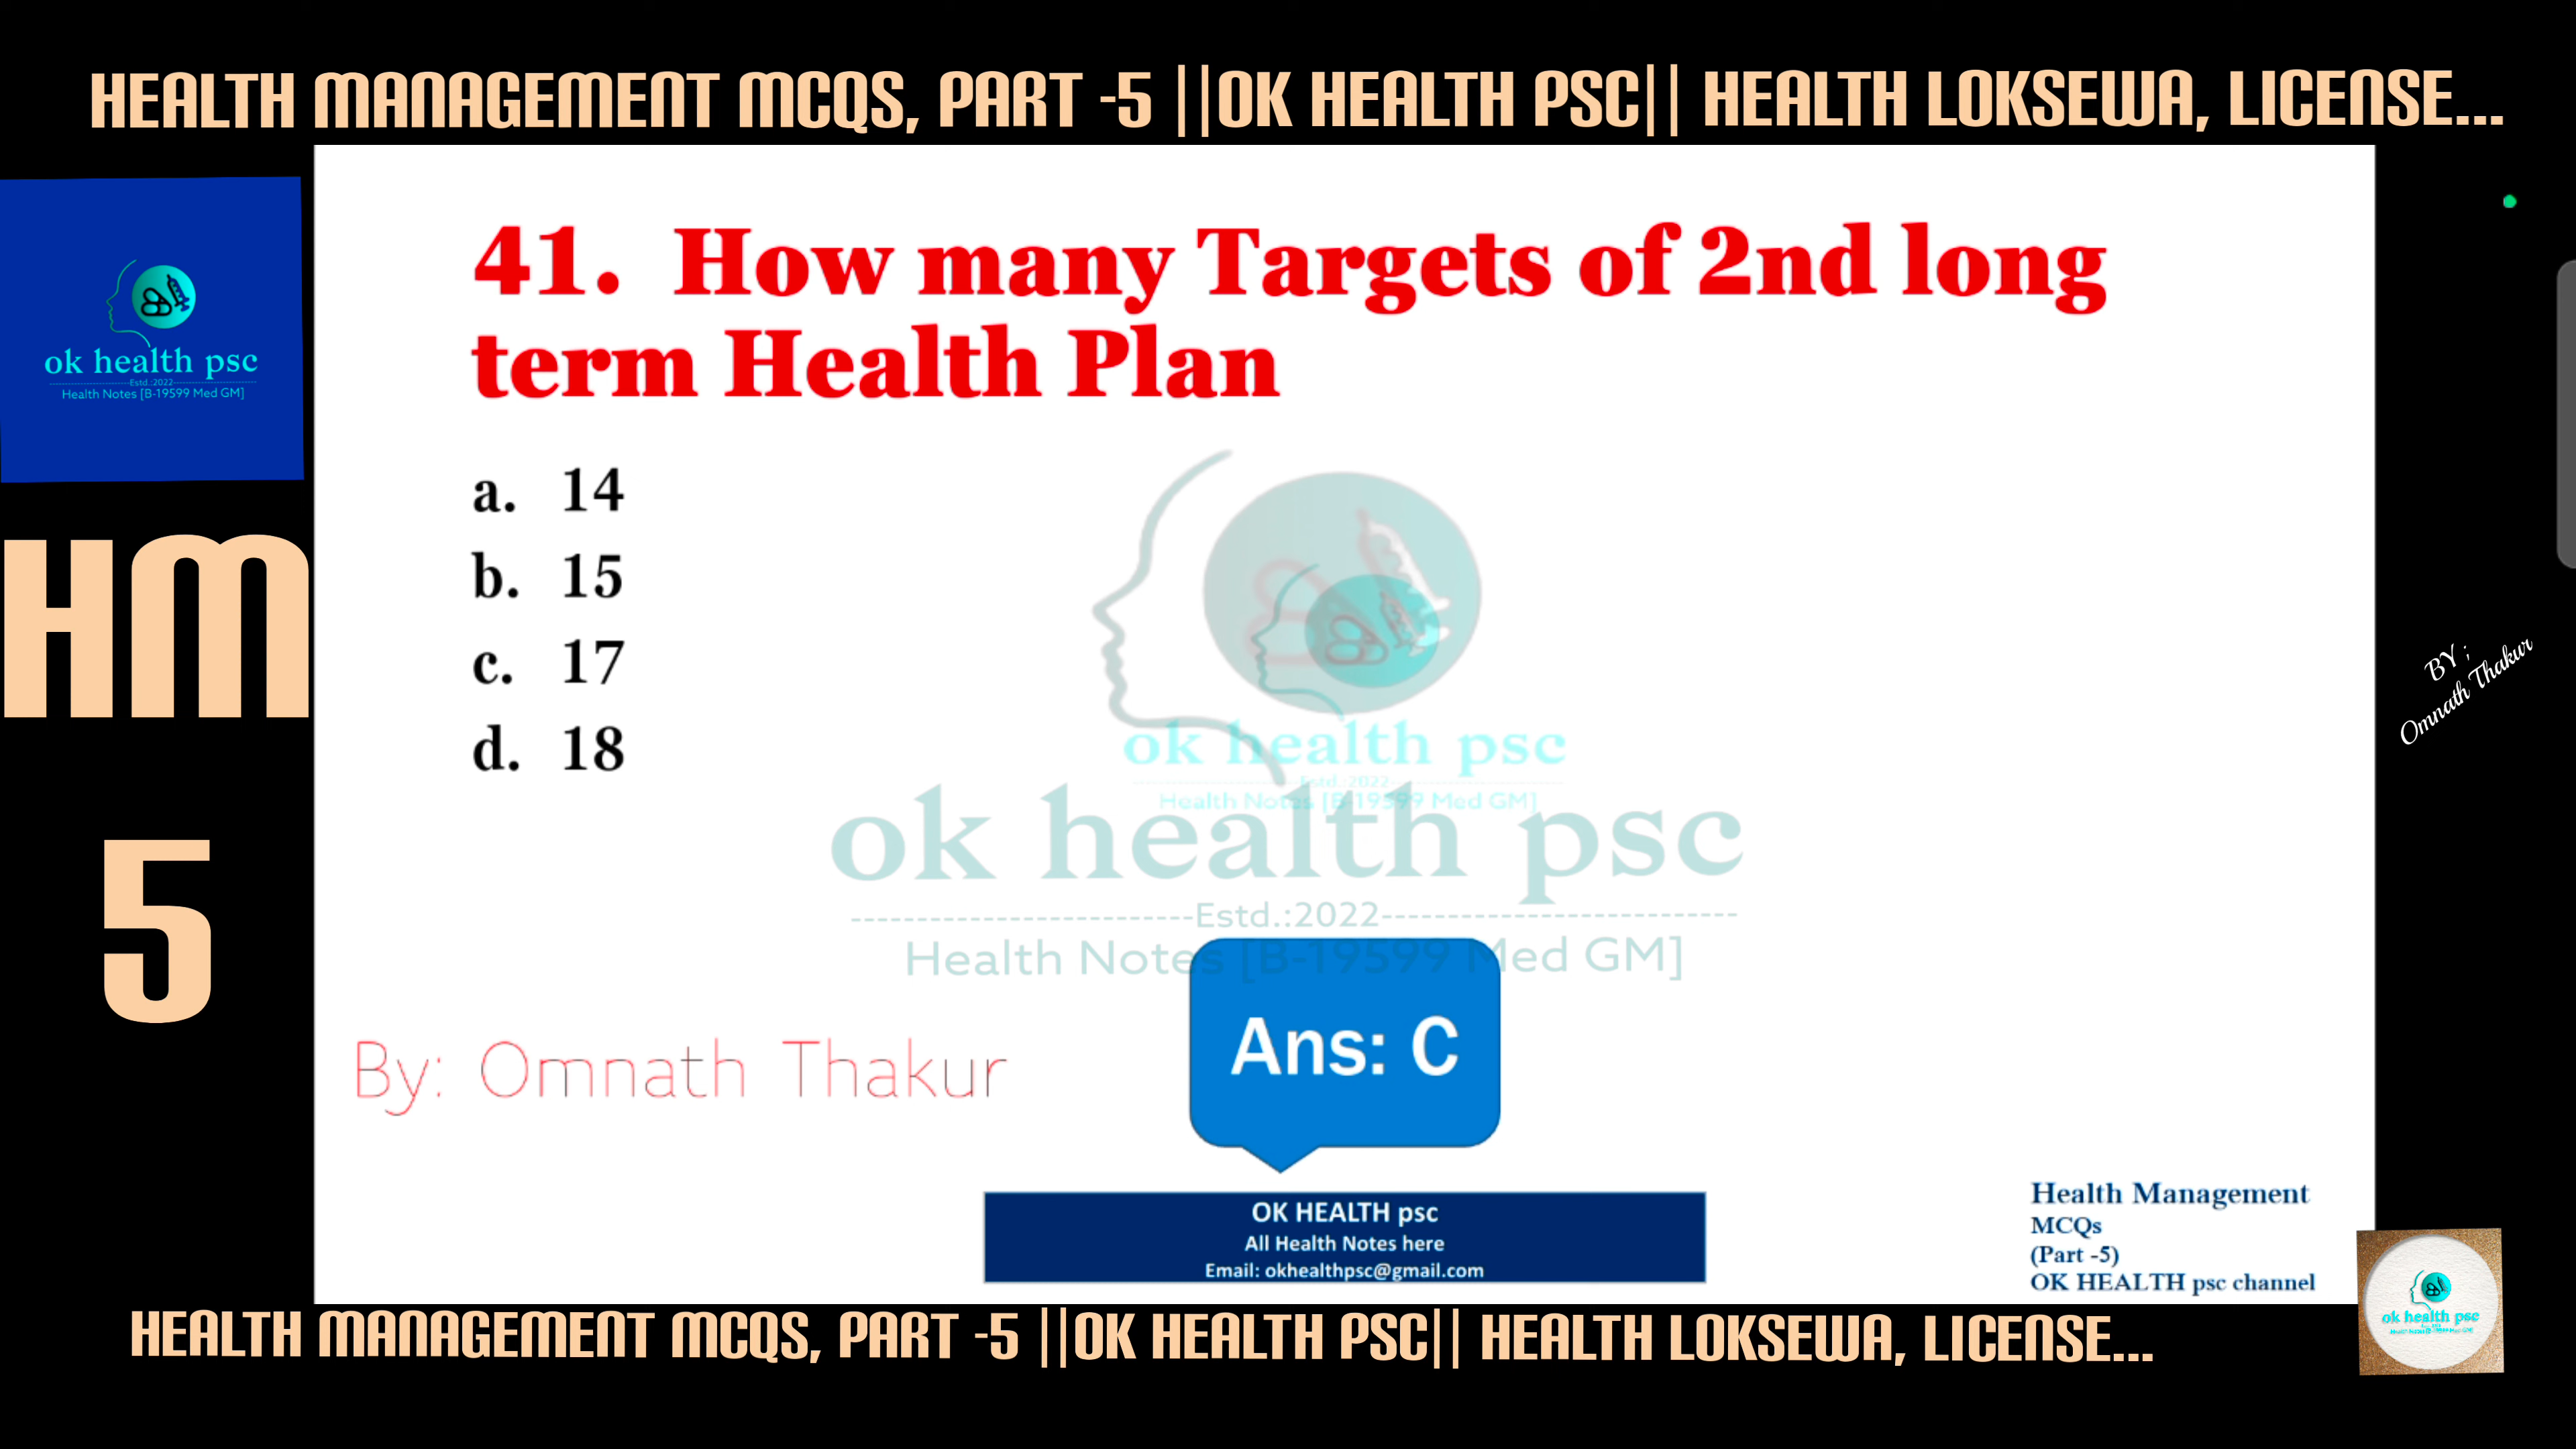 HEALTH MANAGEMENT MCQS, PART -5 ||OK HEALTH PSC|| HEALTH LOKSEWA, LICENSE...
ok health psc
Estd.:2022
Health Notes [B-19599 Med GM]
HM
5
41. How many Targets of 2nd long
term Health Plan
a. 14
b. 15
c. 17
d. 18
ok health psc
Estd.:2022
Health Notes [B-19599 Med GM]
ok health psc
Estd.:2022
Health Notes [B-19599 Med GM]
BY ;
Omnath Thakur
By: Omnath Thakur
Ans: C
OK HEALTH psc
All Health Notes here
Email: okhealthpsc@gmail.com
Health Management
MCQs
(Part -5)
OK HEALTH psc channel
ok health psc
HEALTH MANAGEMENT MCQS, PART -5 ||OK HEALTH PSC|| HEALTH LOKSEWA, LICENSE...